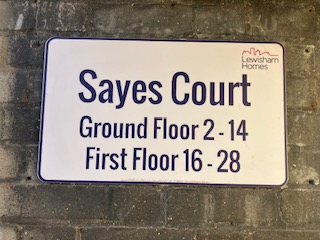 Lewisham
Homes
Sayes Court
Ground Floor 2 - 14
First Floor 16 - 28